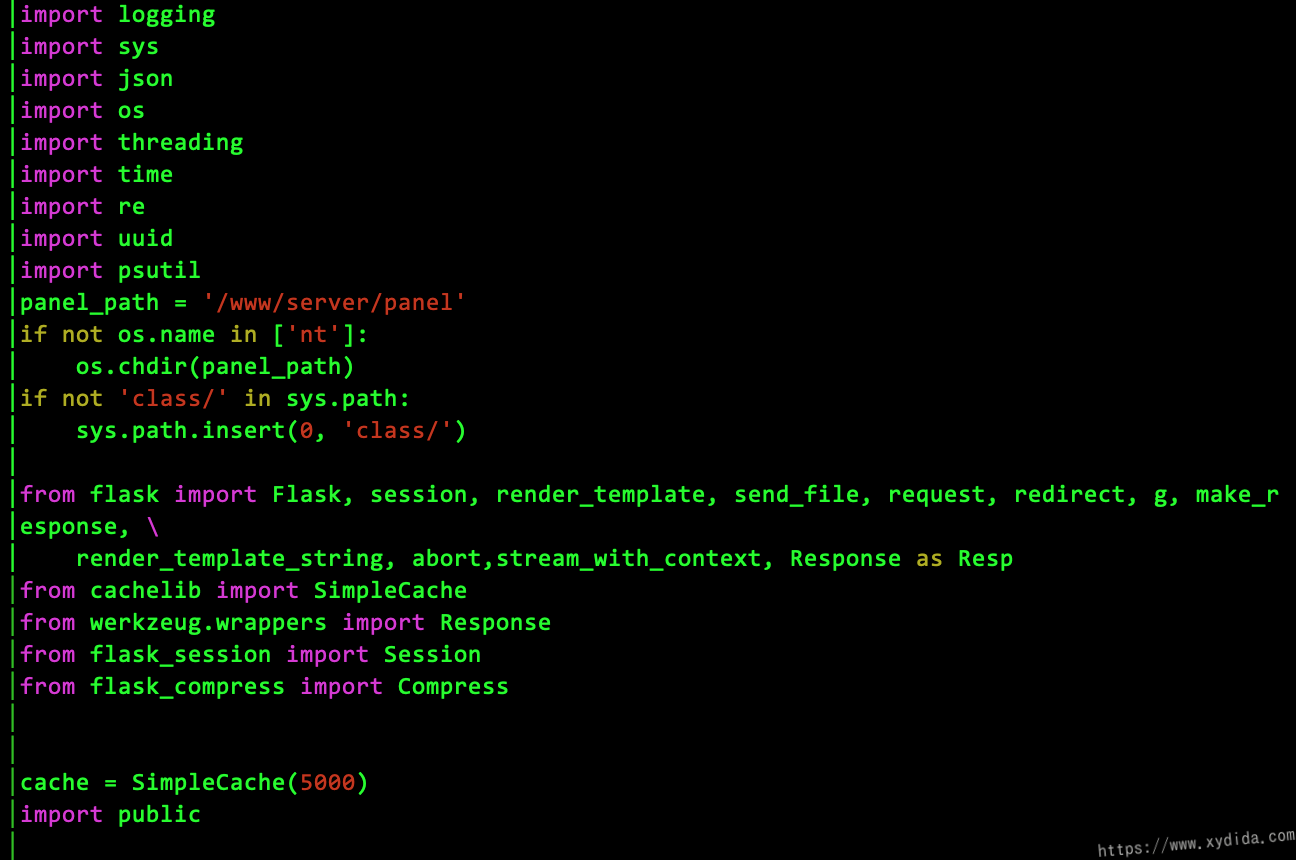 import logging
import sys
import json
import os
import threading
import time
import re
import uuid
import psutil
panel_path = '/www/server/panel'
if not os.name in ['nt']:
    os.chdir(panel_path)
if not 'class/' in sys.path:
    sys.path.insert(0, 'class/')

from flask import Flask, session, render_template, send_file, request, redirect, g, make_r
esponse, \
    render_template_string, abort,stream_with_context, Response as Resp
from cachelib import SimpleCache
from werkzeug.wrappers import Response
from flask_session import Session
from flask_compress import Compress


cache = SimpleCache(5000)
import public
https://www.xydida.com